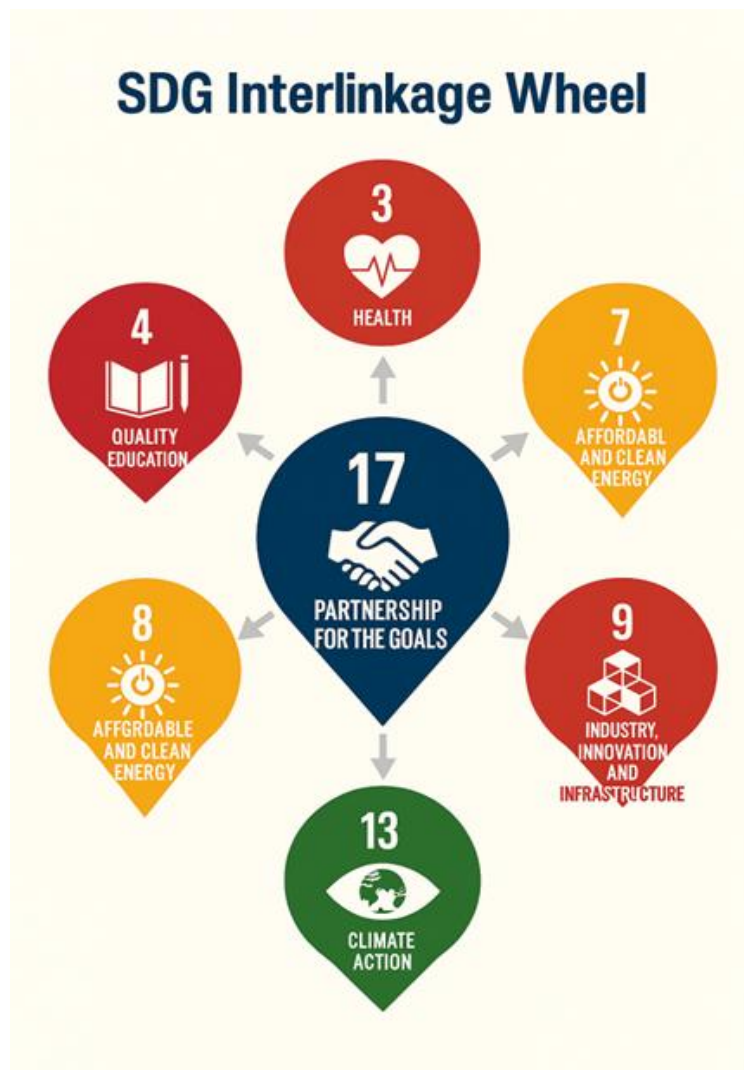 SDG Interlinkage Wheel
3
HEALTH
4
QUALITY
EDUCATION
7
AFFORDABL
AND CLEAN
ENERGY
17
PARTNERSHIP
FOR THE GOALS
8
AFFGRDABLE
AND CLEAN
ENERGY
9
INDUSTRY,
INNOVATION
AND
INFRASTRUCTURE
13
CLIMATE
ACTION